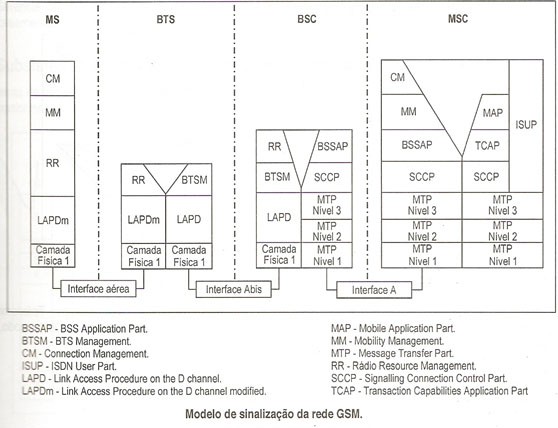 MS BTS BSC MSC
CM
MM
RR
LAPDm
Camada
Física 1
RR BTSM
LAPDm LAPD
Camada Camada
Física 1 Física 1
RR BSSAP
BTSM SCCP
LAPD
MTP
Nível 3
MTP
Nível 2
Camada
Física 1
MTP
Nível 1
CM
MM MAP
BSSAP TCAP
ISUP
SCCP SCCP
MTP MTP
Nível 3 Nível 3
MTP MTP
Nível 2 Nível 2
MTP MTP
Nível 1 Nível 1
Interface aérea Interface Abis Interface A
BSSAP - BSS Application Part.
BTSM - BTS Management.
CM - Connection Management.
ISUP - ISDN User Part.
LAPD - Link Access Procedure on the D channel.
LAPDm - Link Access Procedure on the D channel modified.
MAP - Mobile Application Part.
MM - Mobility Management.
MTP - Message Transfer Part.
RR - Rádio Resource Management.
SCCP - Signalling Connection Control Part.
TCAP - Transaction Capabilities Application Part
Modelo de sinalização da rede GSM.